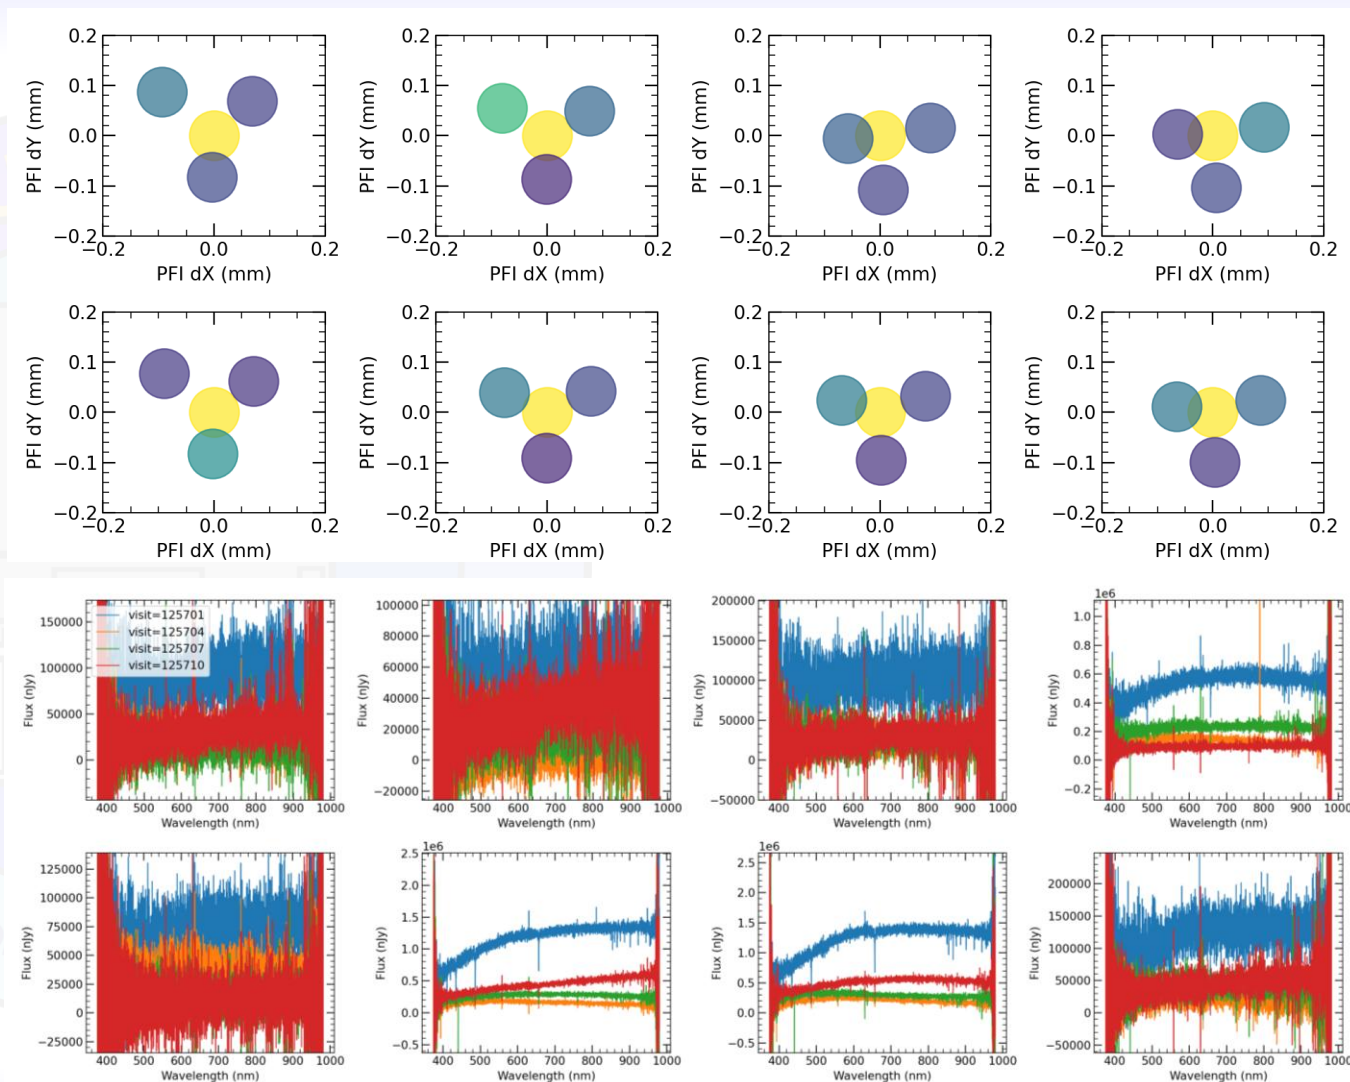 0.2 0.2 0.2 0.2
PFI dY (mm) 0.1 PFI dY (mm) 0.1 PFI dY (mm) 0.1 PFI dY (mm) 0.1
0.0 0.0 0.0 0.0
−0.1 −0.1 −0.1 −0.1
−0.2 −0.2 −0.2 −0.2
−0.2 0.0 0.2 −0.2 0.0 0.2 −0.2 0.0 0.2 −0.2 0.0 0.2
PFI dX (mm) PFI dX (mm) PFI dX (mm) PFI dX (mm)
0.2 0.2 0.2 0.2
PFI dY (mm) 0.1 PFI dY (mm) 0.1 PFI dY (mm) 0.1 PFI dY (mm) 0.1
0.0 0.0 0.0 0.0
−0.1 −0.1 −0.1 −0.1
−0.2 −0.2 −0.2 −0.2
−0.2 0.0 0.2 −0.2 0.0 0.2 −0.2 0.0 0.2 −0.2 0.0 0.2
PFI dX (mm) PFI dX (mm) PFI dX (mm) PFI dX (mm)
Flux (nJy)
150000
100000
50000
0
visit=125701
visit=125704
visit=125707
visit=125710
400 500 600 700 800 900 1000
Wavelength (nm)
Flux (nJy)
100000
80000
60000
40000
20000
0
−20000
400 500 600 700 800 900 1000
Wavelength (nm)
Flux (nJy)
200000
150000
100000
50000
0
−50000
400 500 600 700 800 900 1000
Wavelength (nm)
1e6
Flux (nJy)
1.0
0.8
0.6
0.4
0.2
0.0
−0.2
400 500 600 700 800 900 1000
Wavelength (nm)
Flux (nJy)
125000
100000
75000
50000
25000
0
−25000
400 500 600 700 800 900 1000
Wavelength (nm)
1e6
Flux (nJy)
2.5
2.0
1.5
1.0
0.5
0.0
−0.5
400 500 600 700 800 900 1000
Wavelength (nm)
1e6
Flux (nJy)
2.5
2.0
1.5
1.0
0.5
0.0
−0.5
400 500 600 700 800 900 1000
Wavelength (nm)
Flux (nJy)
200000
150000
100000
50000
0
−50000
400 500 600 700 800 900 1000
Wavelength (nm)